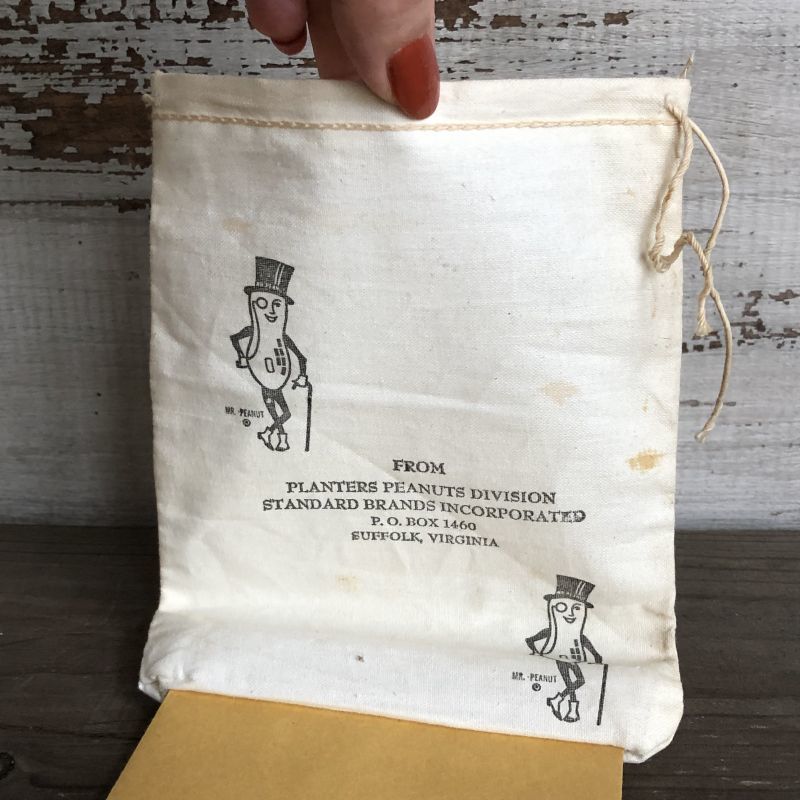 MR. PEANUT
®
FROM
PLANTERS PEANUTS DIVISION
STANDARD BRANDS INCORPORATED
P. O. BOX 1460
SUFFOLK, VIRGINIA
MR. PEANUT
®